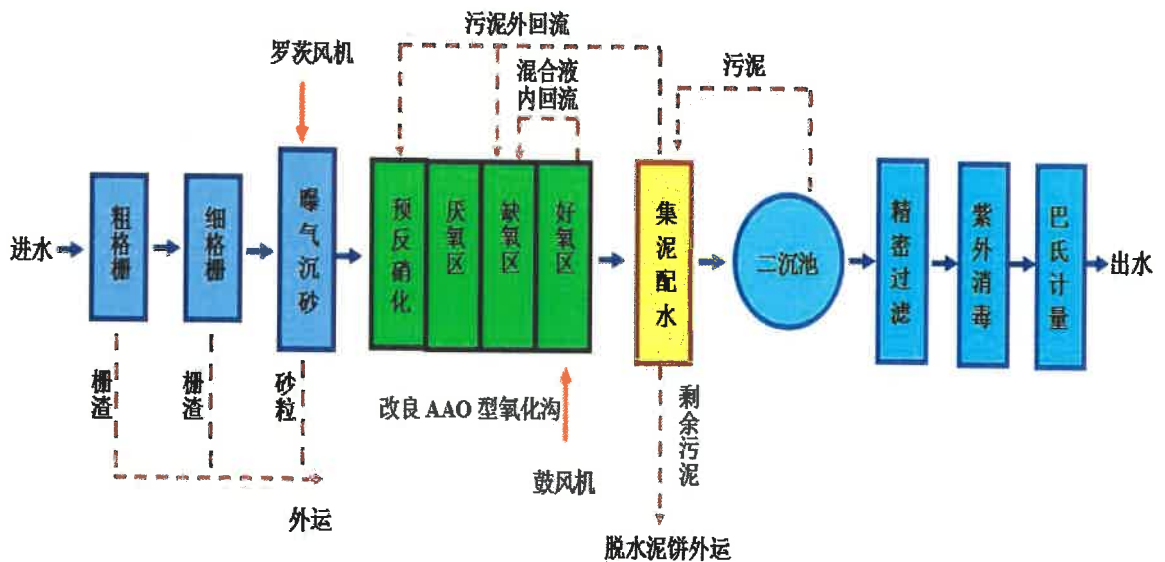 污泥外回流
罗茨风机
混合液
内回流
污泥
进水
粗格栅
细格栅
曝气沉砂
预反硝化
厌氧区
缺氧区
好氧区
集泥配水
二沉池
精密过滤
紫外消毒
巴氏计量
出水
栅渣
栅渣
砂粒
改良 AAO 型氧化沟
剩余污泥
鼓风机
外运
脱水泥饼外运